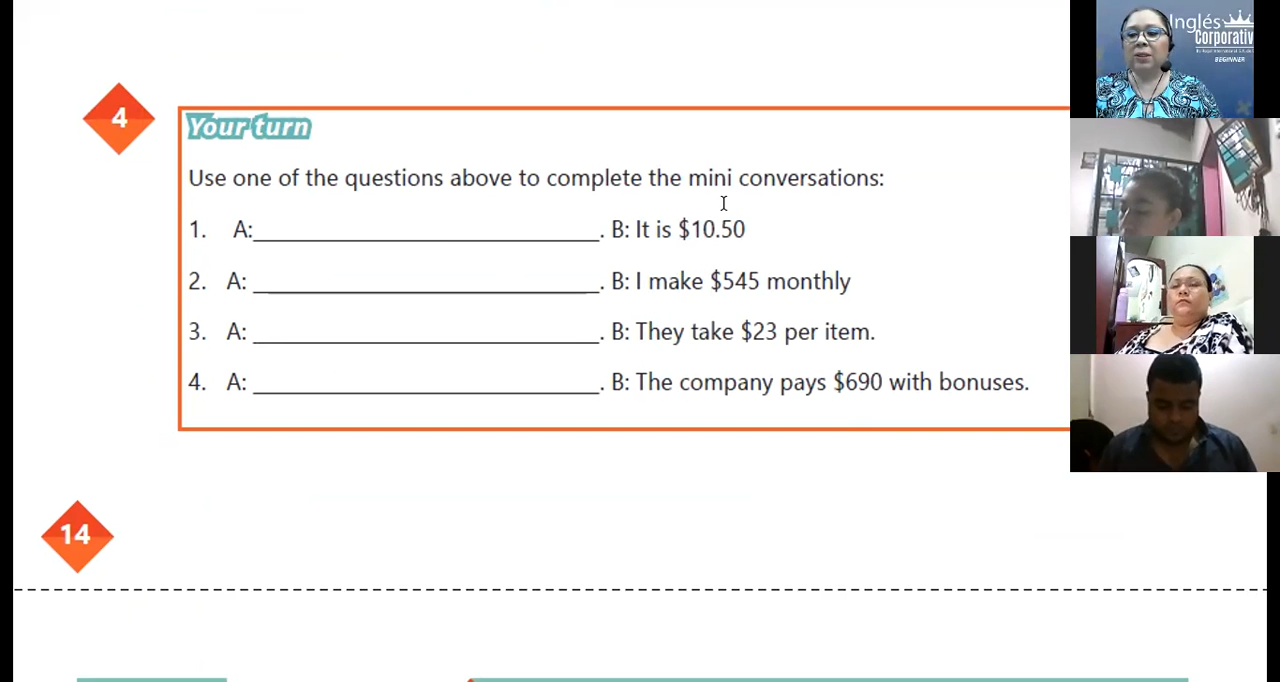 4
Your turn
Use one of the questions above to complete the mini conversations:
1. A:______________________________. B: It is $10.50
2. A: ______________________________. B: I make $545 monthly
3. A: ______________________________. B: They take $23 per item.
4. A: ______________________________. B: The company pays $690 with bonuses.
14
Inglés
Corporativ
BEGINNER